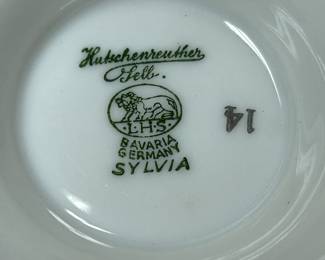 Hutschenreuther
Selb.
L.H.S.
BAVARIA
GERMANY
SYLVIA
14